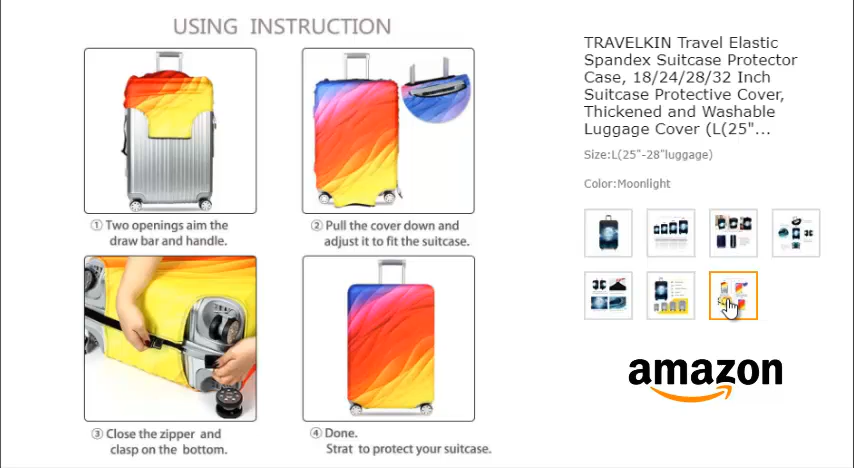 USING INSTRUCTION
① Two openings aim the
draw bar and handle.
② Pull the cover down and
adjust it to fit the suitcase.
③ Close the zipper and
clasp on the bottom.
④ Done.
Strat to protect your suitcase.
TRAVELKIN Travel Elastic
Spandex Suitcase Protector
Case, 18/24/28/32 Inch
Suitcase Protective Cover,
Thickened and Washable
Luggage Cover (L(25"...
Size:L(25"-28"luggage)
Color:Moonlight
amazon